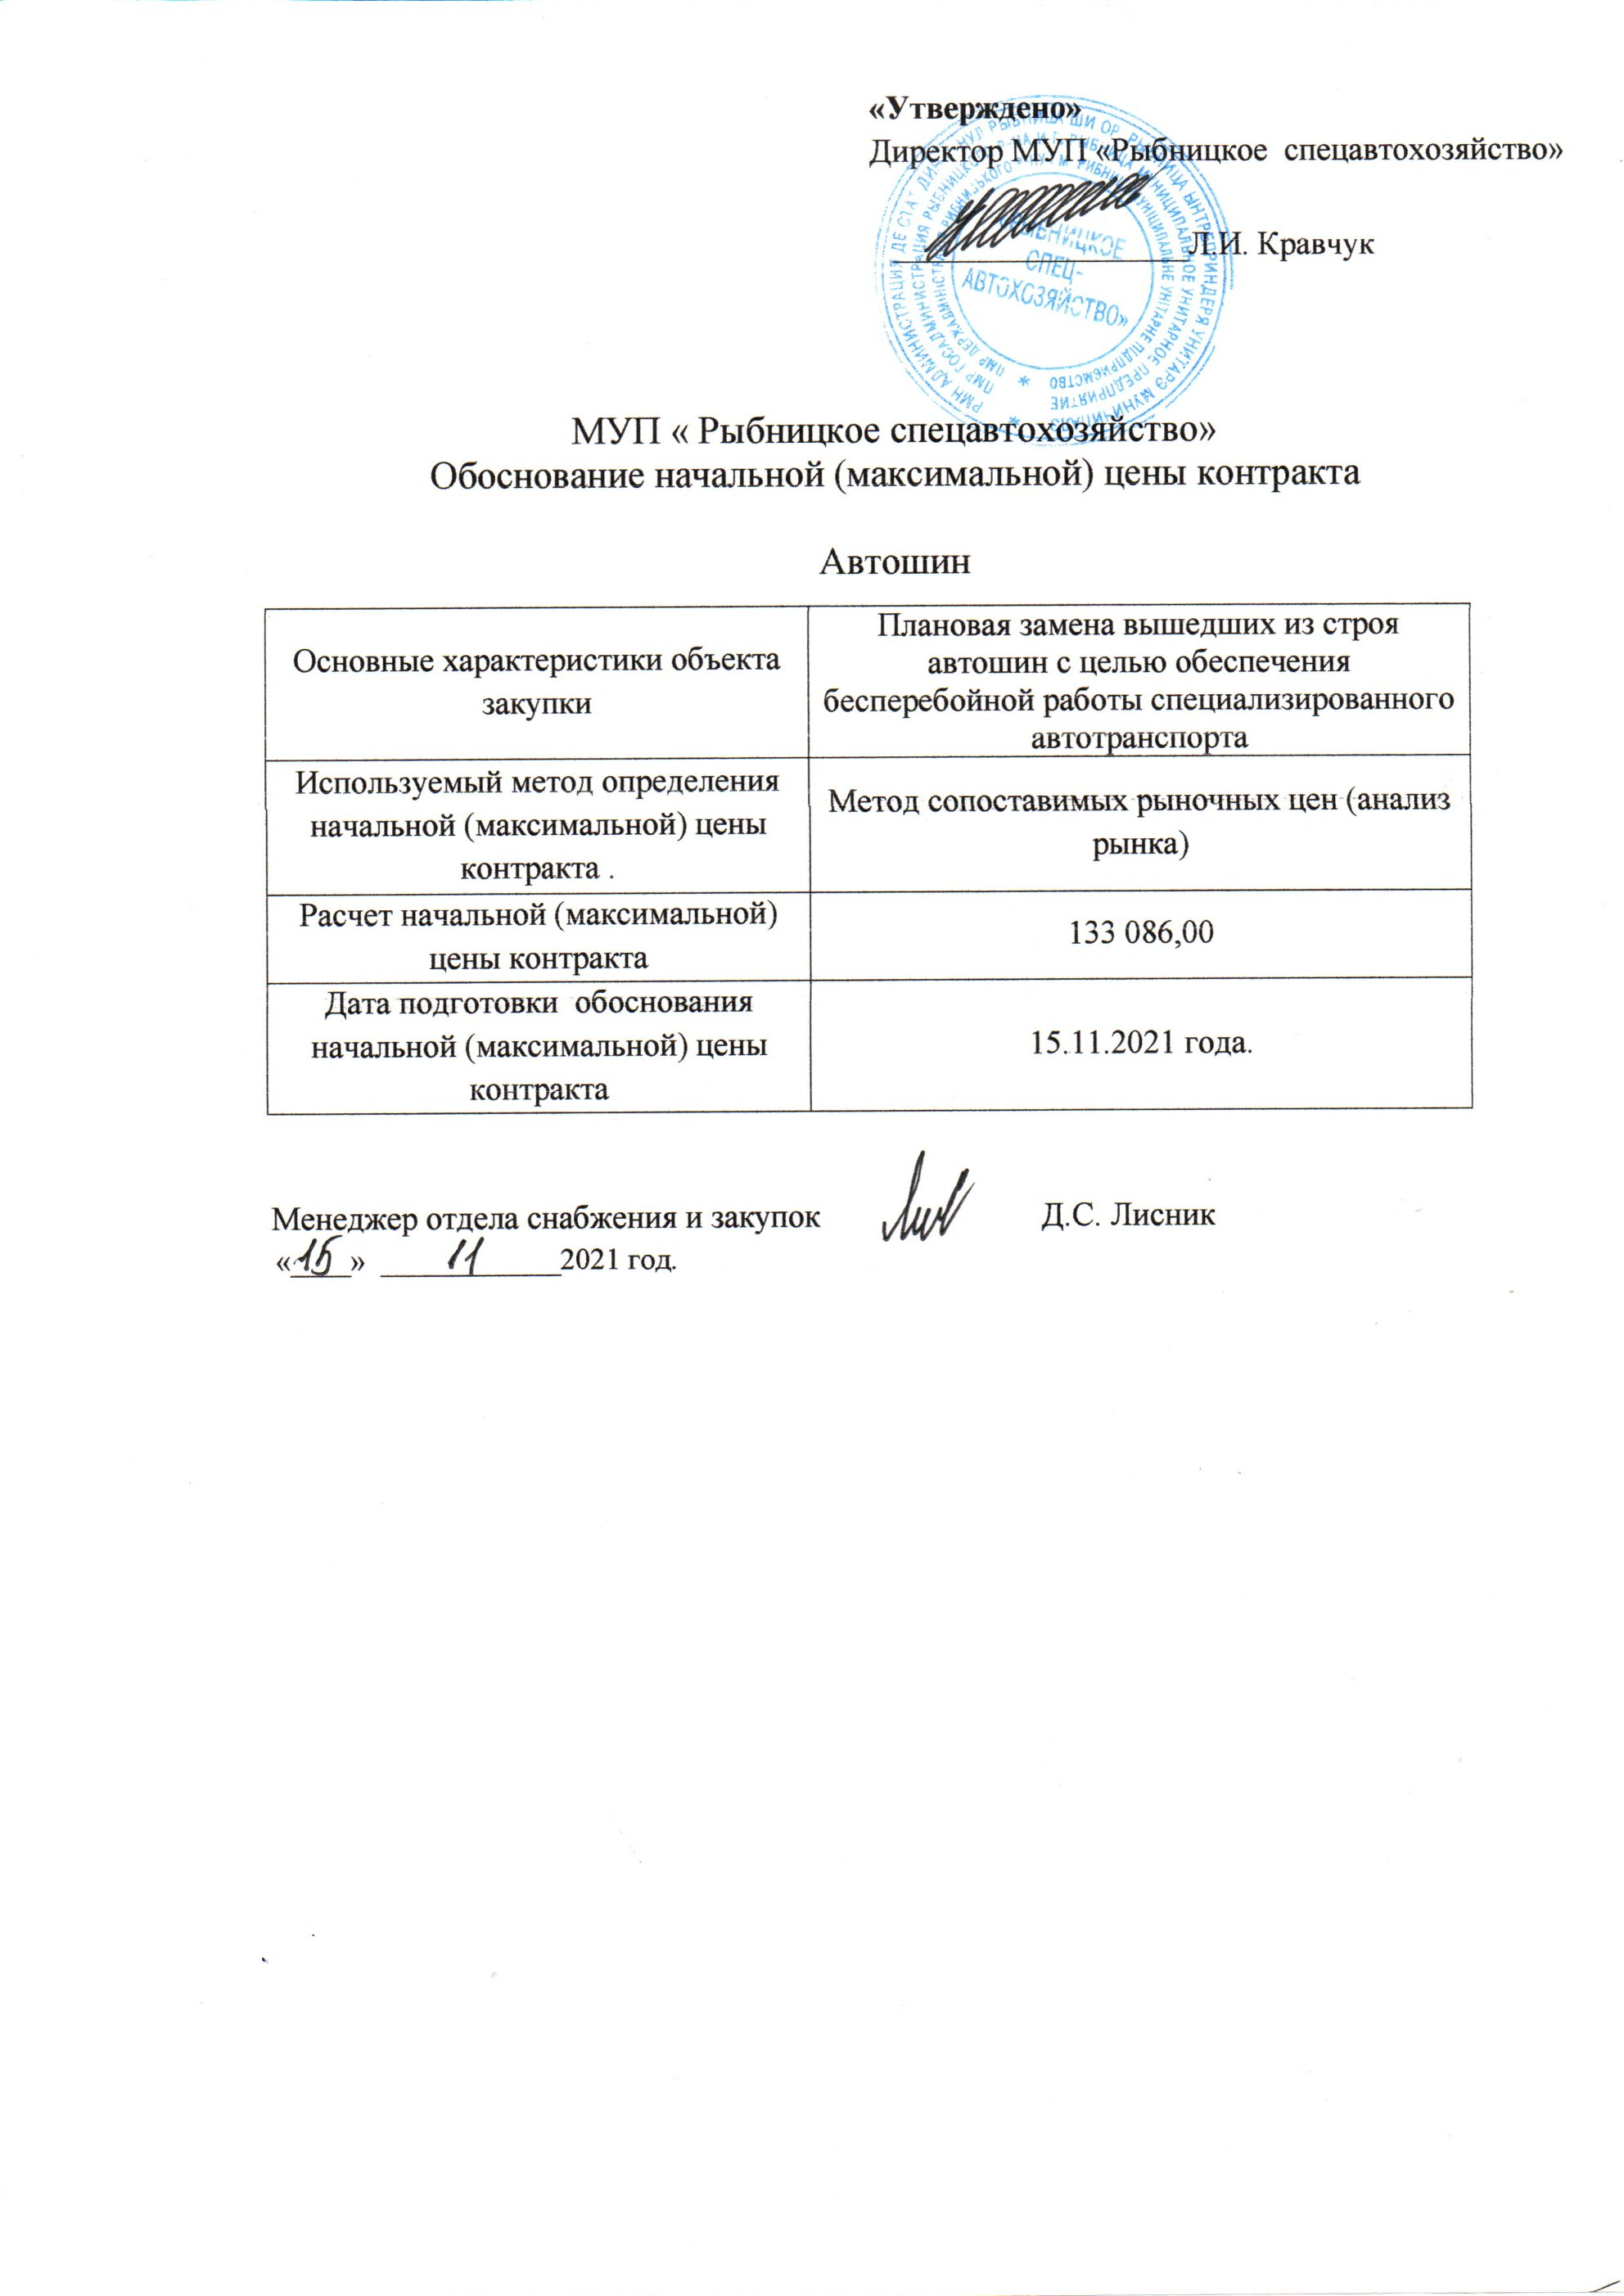 «Утверждено»
Директор МУП «Рыбницкое спецавтохозяйство»
Л.И. Кравчук
СПЕЦ-
АВТОХОЗЯЙСТВО»
МУП « Рыбницкое спецавтохозяйство»
Обоснование начальной (максимальной) цены контракта
Автошин
Основные характеристики объекта
закупки
Плановая замена вышедших из строя
автошин с целью обеспечения
бесперебойной работы специализированного
автотранспорта
Используемый метод определения
начальной (максимальной) цены
контракта .
Метод сопоставимых рыночных цен (анализ
рынка)
Расчет начальной (максимальной)
цены контракта
133 086,00
Дата подготовки обоснования
начальной (максимальной) цены
контракта
15.11.2021 года.
Менеджер отдела снабжения и закупок Д.С. Лисник
«15» 11 2021 год.